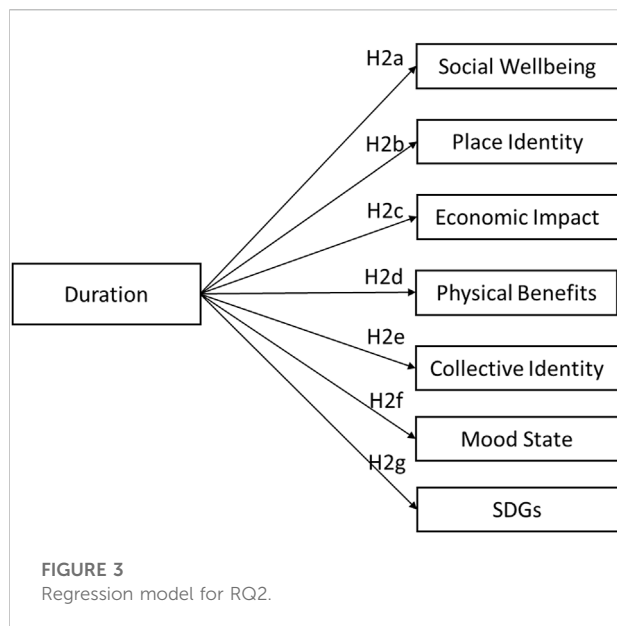 H2a
Social Wellbeing
H2b
Place Identity
H2c
Economic Impact
Duration
H2d
Physical Benefits
H2e
Collective Identity
H2f
Mood State
H2g
SDGs
FIGURE 3
Regression model for RQ2.